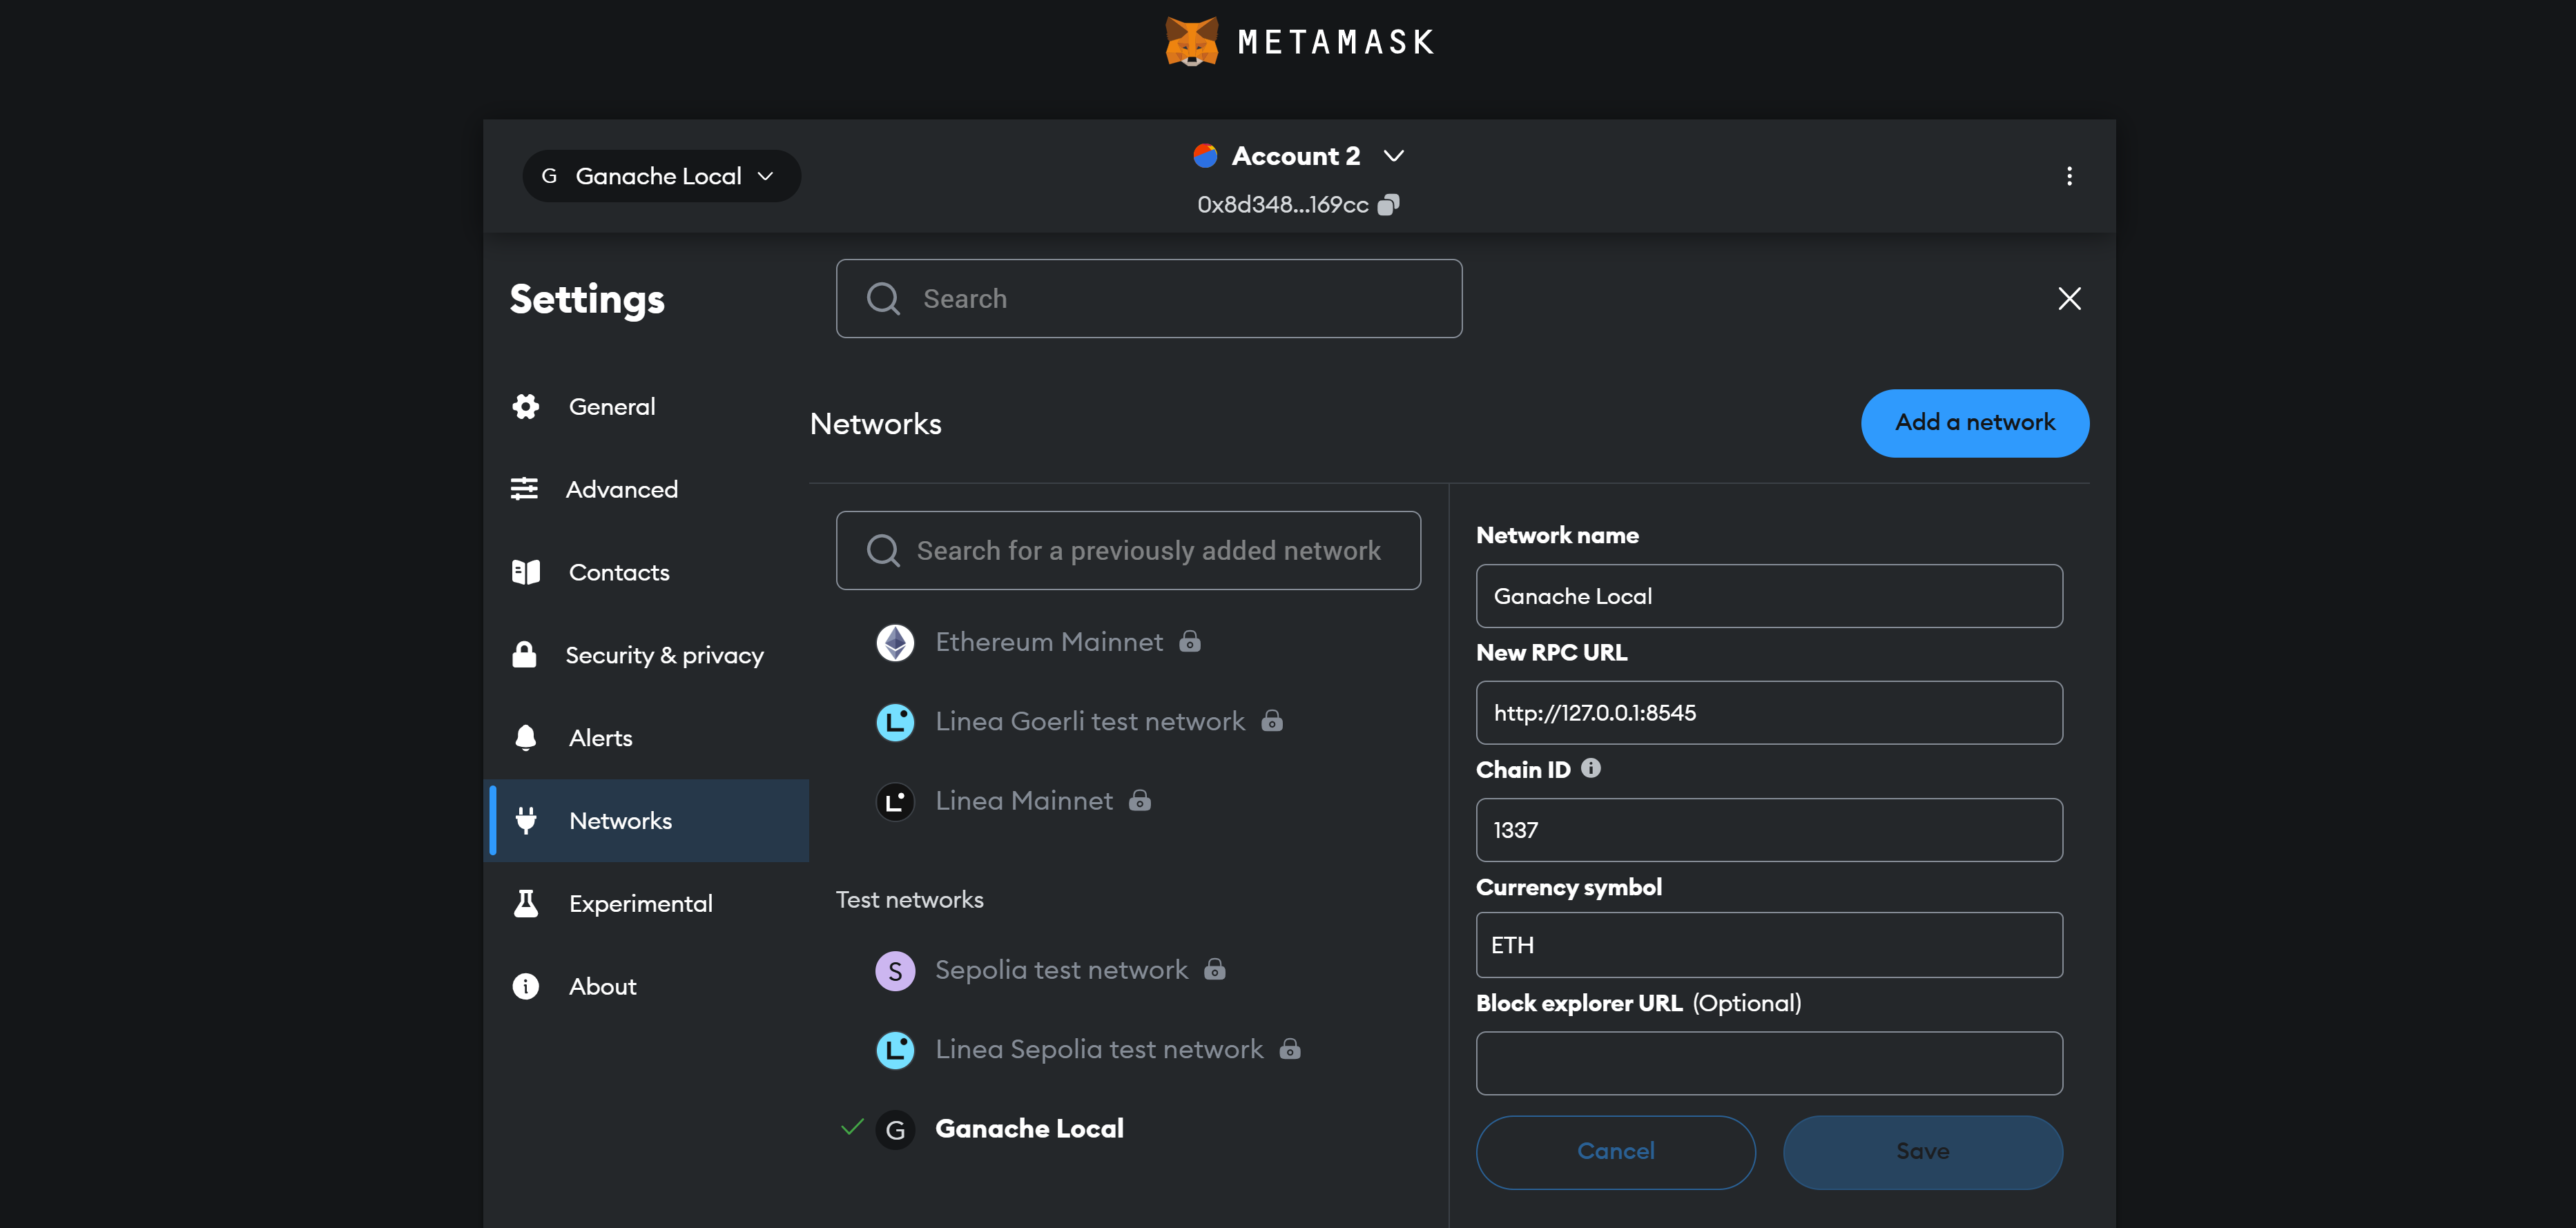 METAMASK
G Ganache Local
Account 2
0x8d348...169cc
Settings
Search
General
Advanced
Contacts
Security & privacy
Alerts
Networks
Experimental
About
Networks
Add a network
Search for a previously added network
Ethereum Mainnet
L Linea Goerli test network
L Linea Mainnet
Test networks
S Sepolia test network
L Linea Sepolia test network
G Ganache Local
Network name
Ganache Local
New RPC URL
http://127.0.0.1:8545
Chain ID
1337
Currency symbol
ETH
Block explorer URL (Optional)
Cancel
Save